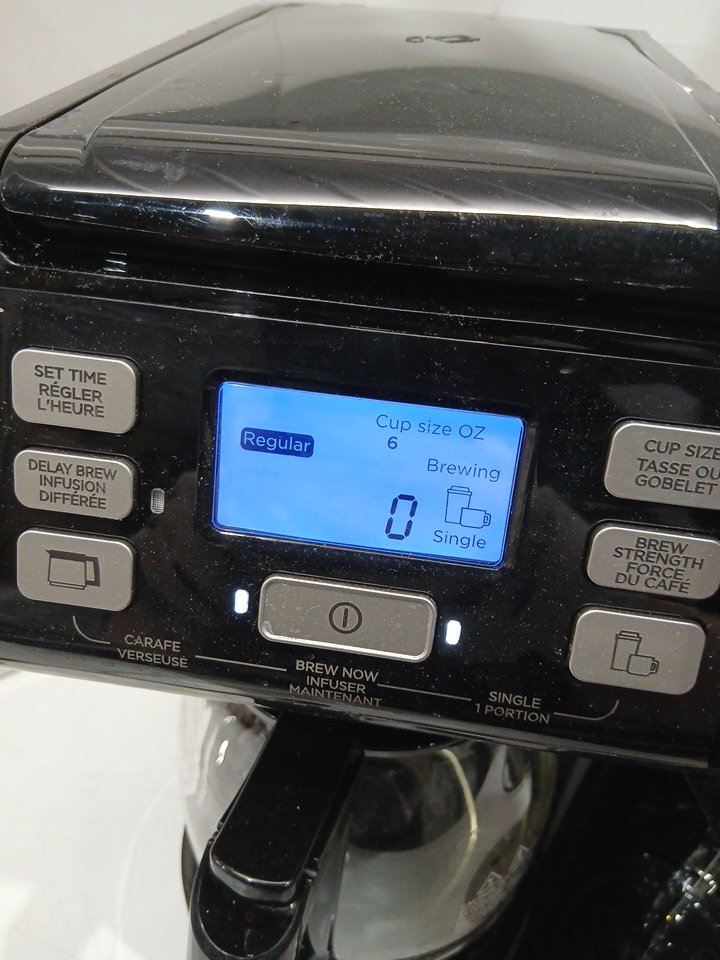 SET TIME
RÉGLER
L'HEURE
DELAY BREW
INFUSION
DIFFÉRÉE
Regular
Cup size OZ
6
Brewing
0
Single
CUP SIZE
TASSE OU
GOBELET
BREW
STRENGTH
FORCE
DU CAFÉ
CARAFE
VERSEUSE
BREW NOW
INFUSER
MAINTENANT
SINGLE
1 PORTION